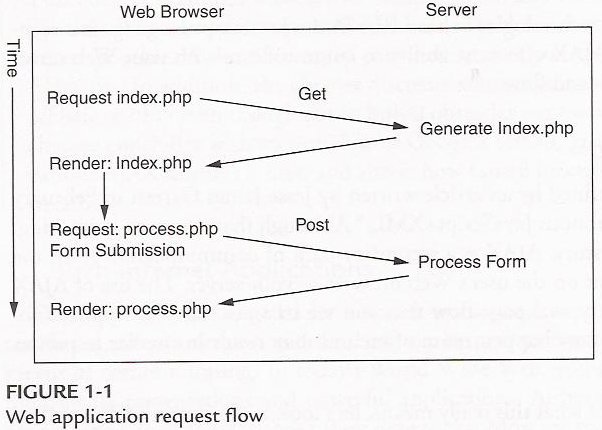 Web Browser
Server
Time
Request index.php
Get
Generate Index.php
Render: Index.php
Request: process.php
Form Submission
Post
Process Form
Render: process.php
FIGURE 1-1
Web application request flow